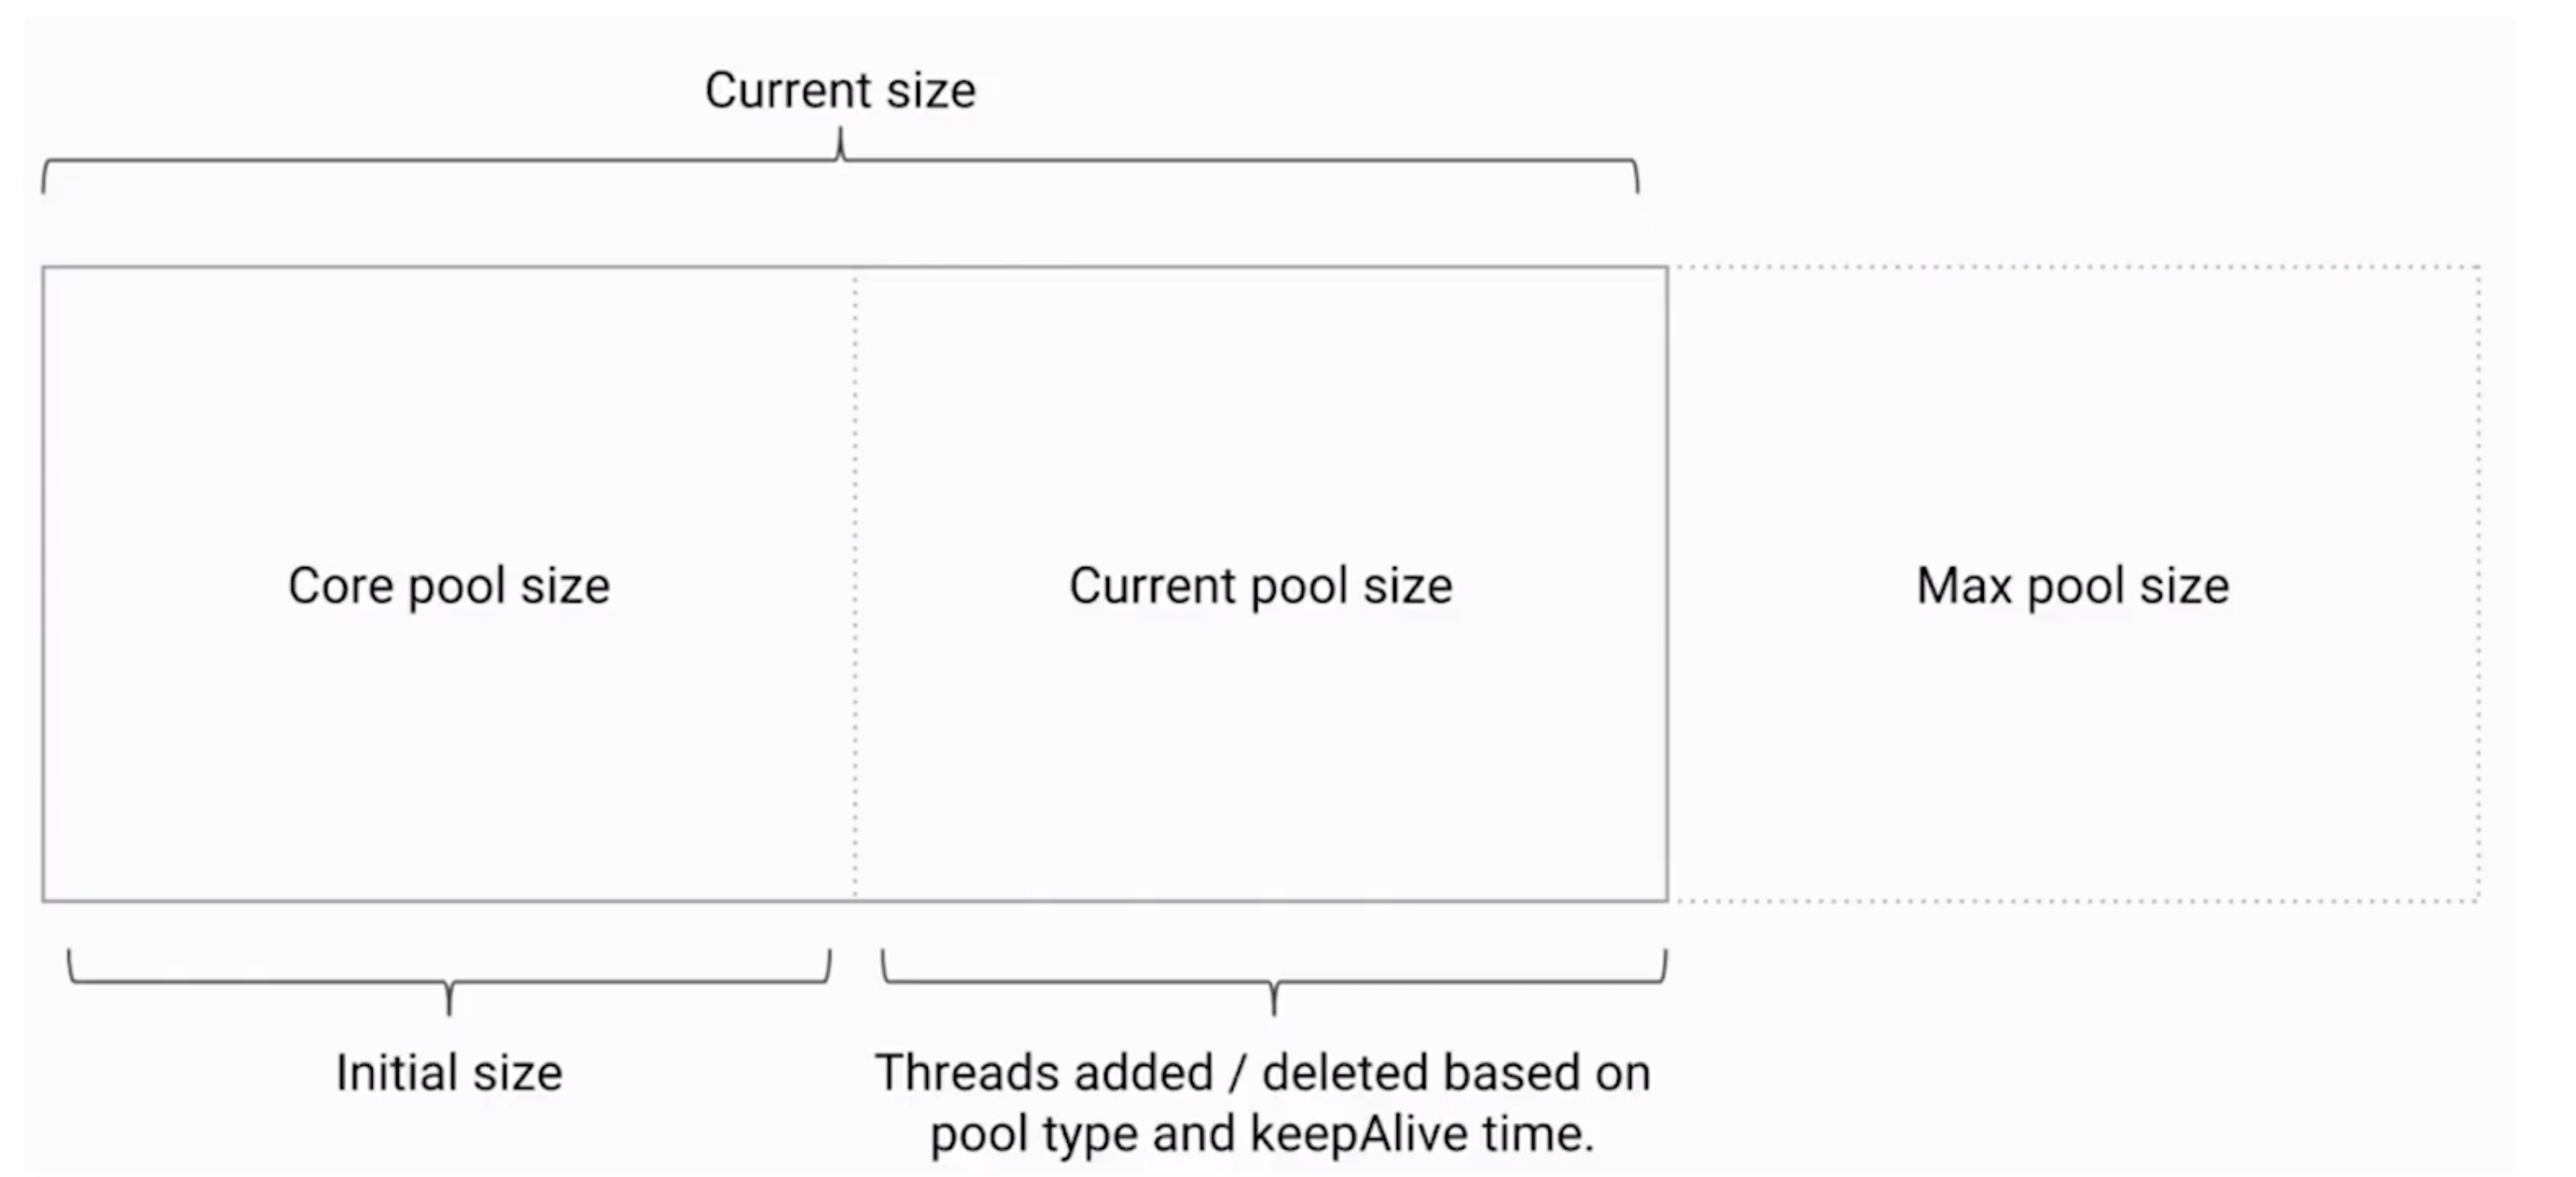 Current size
Core pool size
Current pool size
Max pool size
Initial size
Threads added / deleted based on
pool type and keepAlive time.